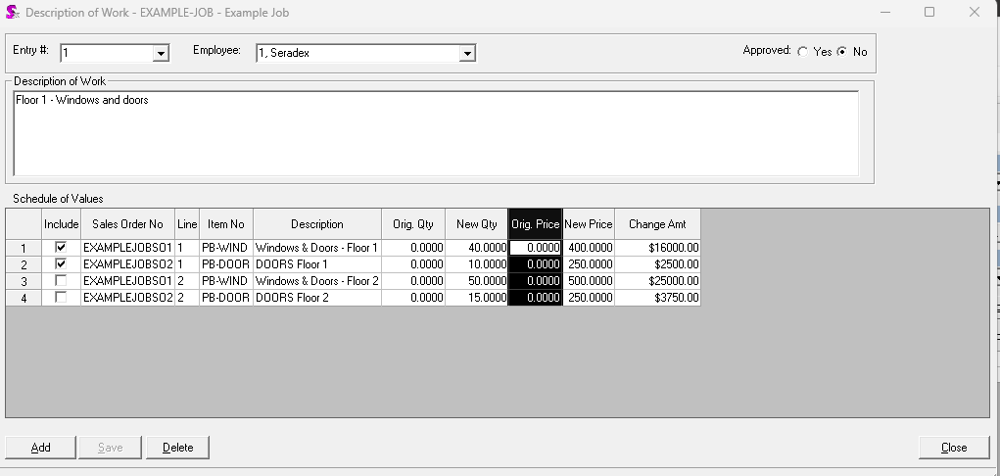 Description of Work - EXAMPLE-JOB - Example Job
Entry #: 1 Employee: 1, Seradex Approved: Yes No
Description of Work
Floor 1 - Windows and doors
Schedule of Values
Include Sales Order No Line Item No Description Orig. Qty New Qty Orig. Price New Price Change Amt
1 EXAMPLEJOBSO1 1 PB-WIND Windows & Doors - Floor 1 0.0000 40.0000 0.0000 400.0000 $16000.00
2 EXAMPLEJOBSO2 1 PB-DOOR DOORS Floor 1 0.0000 10.0000 0.0000 250.0000 $2500.00
3 EXAMPLEJOBSO1 2 PB-WIND Windows & Doors - Floor 2 0.0000 50.0000 0.0000 500.0000 $25000.00
4 EXAMPLEJOBSO2 2 PB-DOOR DOORS Floor 2 0.0000 15.0000 0.0000 250.0000 $3750.00
Add Save Delete Close